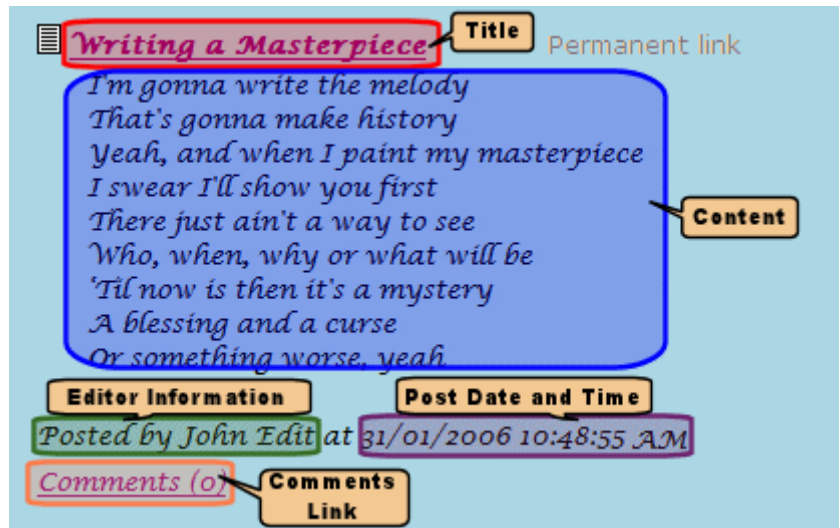 Writing a Masterpiece Title Permanent link
I'm gonna write the melody
That's gonna make history
Yeah, and when I paint my masterpiece
I swear I'll show you first
There just ain't a way to see
Content
Who, when, why or what will be
'Til now is then it's a mystery
A blessing and a curse
Or something worse, yeah
Editor Information Post Date and Time
Posted by John Edit at 31/01/2006 10:48:55 AM
Comments (0) Comments
Link